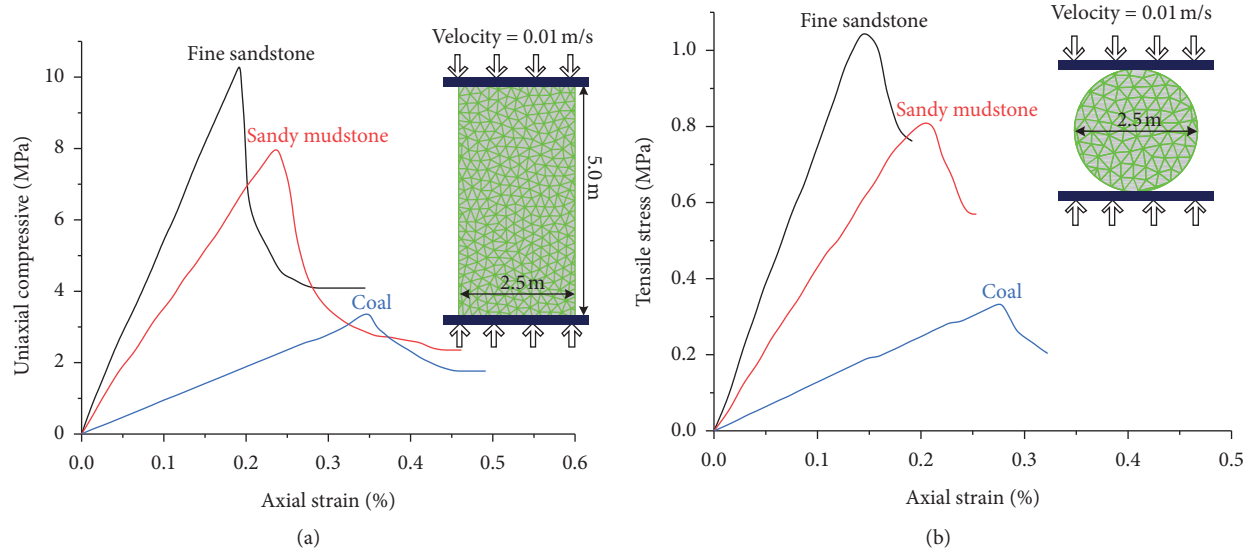 Velocity = 0.01 m/s
Fine sandstone
Sandy mudstone
Coal
2.5 m
5.0 m
Uniaxial compressive (MPa)
10
8
6
4
2
0
0.0 0.1 0.2 0.3 0.4 0.5 0.6
Axial strain (%)
(a)
Velocity = 0.01 m/s
Fine sandstone
Sandy mudstone
Coal
2.5 m
Tensile stress (MPa)
1.0
0.8
0.6
0.4
0.2
0.0
0.0 0.1 0.2 0.3 0.4 0.5
Axial strain (%)
(b)